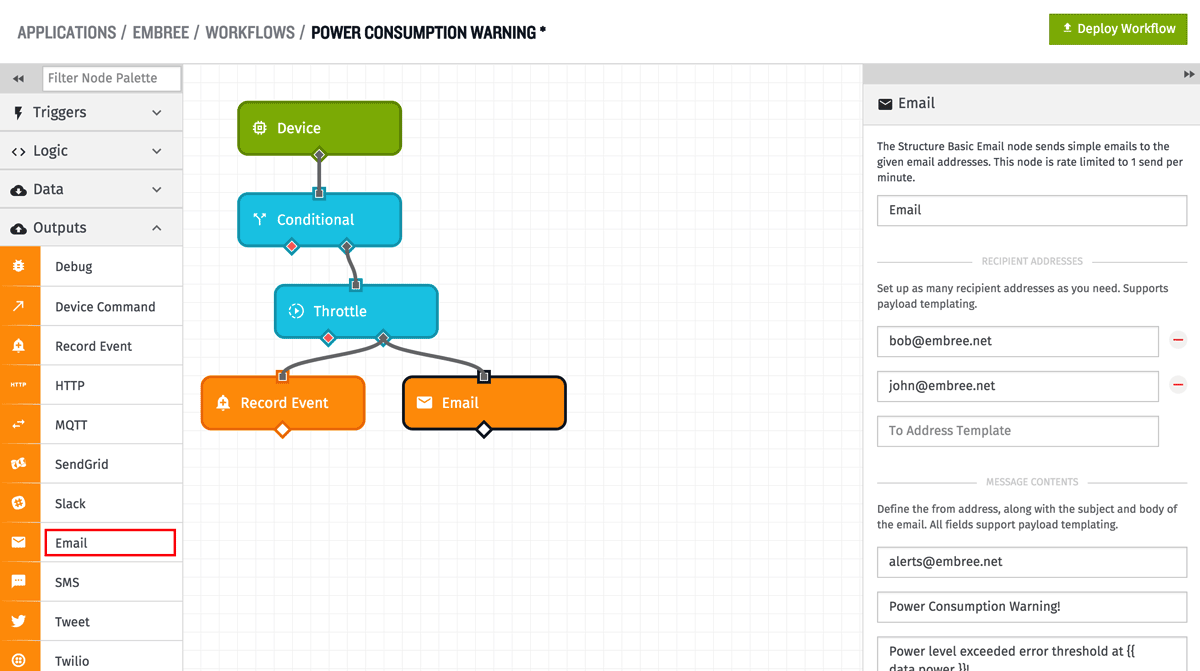 APPLICATIONS / EMBREE / WORKFLOWS / POWER CONSUMPTION WARNING *
Deploy Workflow
Filter Node Palette
Triggers
Logic
Data
Outputs
Debug
Device Command
Record Event
HTTP
HTTP
MQTT
SendGrid
Slack
Email
SMS
Tweet
Twilio
Device
Conditional
Throttle
Record Event
Email
Email
The Structure Basic Email node sends simple emails to the
given email addresses. This node is rate limited to 1 send per
minute.
Email
RECIPIENT ADDRESSES
Set up as many recipient addresses as you need. Supports
payload templating.
bob@embree.net
john@embree.net
To Address Template
MESSAGE CONTENTS
Define the from address, along with the subject and body of
the email. All fields support payload templating.
alerts@embree.net
Power Consumption Warning!
Power level exceeded error threshold at {{
data.power }}!